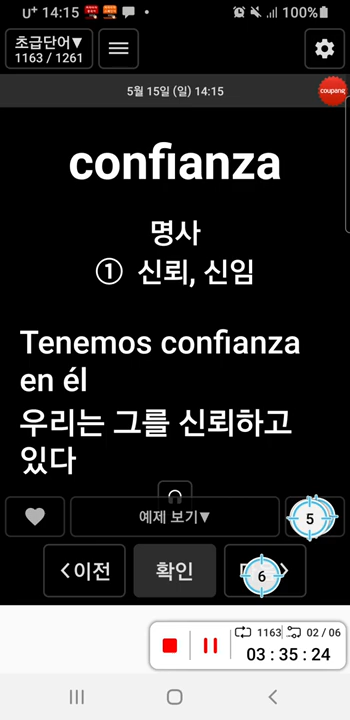 U+ 14:15 100%
초급단어▼
1163 / 1261
5월 15일 (일) 14:15
coupang
confianza
명사
① 신뢰, 신임
Tenemos confianza
en él
우리는 그를 신뢰하고
있다
예제 보기▼
5
<이전
확인
6
1163 02 / 06
03 : 35 : 24